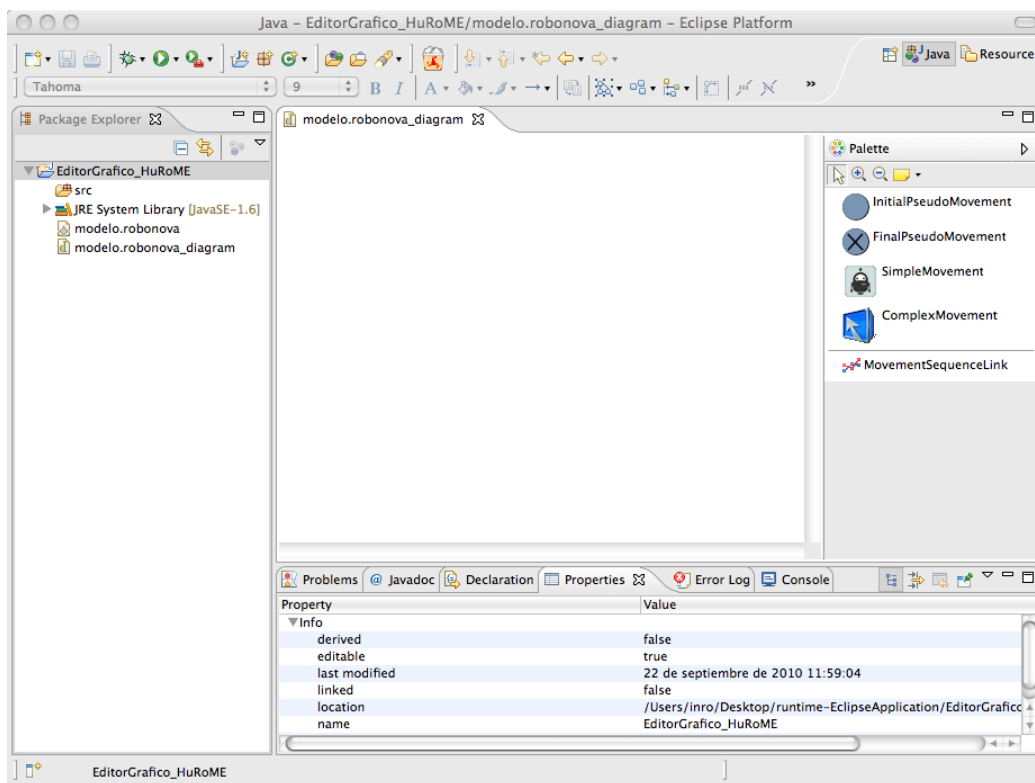 Java - EditorGrafico_HuRoME/modelo.robonova_diagram - Eclipse Platform
Java Resource
Tahoma 9 B I A »
Package Explorer
modelo.robonova_diagram
EditorGrafico_HuRoME
src
JRE System Library [JavaSE-1.6]
modelo.robonova
modelo.robonova_diagram
Palette
InitialPseudoMovement
FinalPseudoMovement
SimpleMovement
ComplexMovement
MovementSequenceLink
Problems @ Javadoc Declaration Properties Error Log Console
Property Value
Info
derived false
editable true
last modified 22 de septiembre de 2010 11:59:04
linked false
location /Users/inro/Desktop/runtime-EclipseApplication/EditorGrafico
name EditorGrafico_HuRoME
EditorGrafico_HuRoME